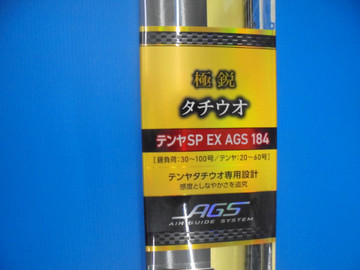 極鋭
タチウオ
テンヤSP EX AGS 184
[錘負荷:30〜100号/テンヤ:20〜60号]
テンヤタチウオ専用設計
感度としなやかさを追究
AGS
AIR GUIDE SYSTEM